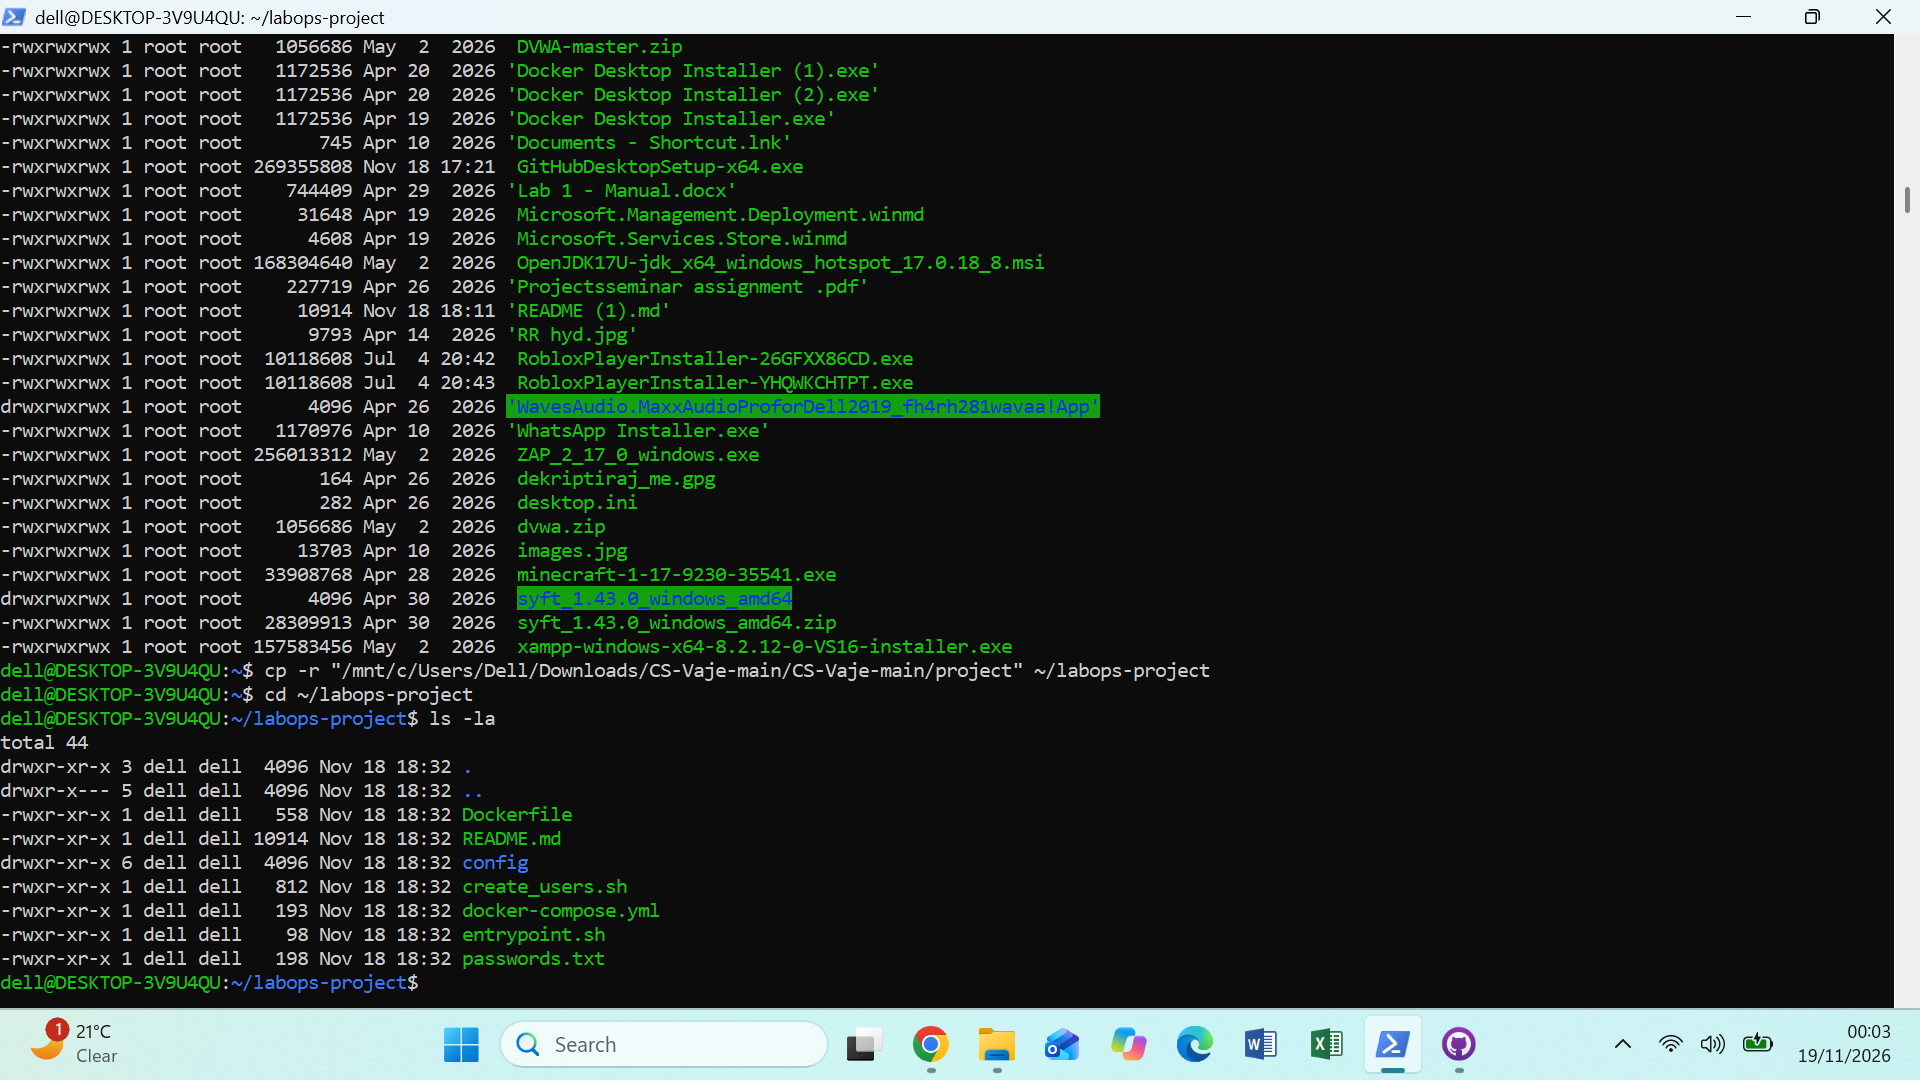 dell@DESKTOP-3V9U4QU: ~/labops-project
-rwxrwxrwx 1 root root   1056686 May  2  2026  DVWA-master.zip
-rwxrwxrwx 1 root root   1172536 Apr 20  2026 'Docker Desktop Installer (1).exe'
-rwxrwxrwx 1 root root   1172536 Apr 20  2026 'Docker Desktop Installer (2).exe'
-rwxrwxrwx 1 root root   1172536 Apr 19  2026 'Docker Desktop Installer.exe'
-rwxrwxrwx 1 root root       745 Apr 10  2026 'Documents - Shortcut.lnk'
-rwxrwxrwx 1 root root 269355808 Nov 18 17:21  GitHubDesktopSetup-x64.exe
-rwxrwxrwx 1 root root    744409 Apr 29  2026 'Lab 1 - Manual.docx'
-rwxrwxrwx 1 root root     31648 Apr 19  2026  Microsoft.Management.Deployment.winmd
-rwxrwxrwx 1 root root      4608 Apr 19  2026  Microsoft.Services.Store.winmd
-rwxrwxrwx 1 root root 168304640 May  2  2026  OpenJDK17U-jdk_x64_windows_hotspot_17.0.18_8.msi
-rwxrwxrwx 1 root root    227719 Apr 26  2026 'Projectsseminar assignment .pdf'
-rwxrwxrwx 1 root root     10914 Nov 18 18:11 'README (1).md'
-rwxrwxrwx 1 root root      9793 Apr 14  2026 'RR hyd.jpg'
-rwxrwxrwx 1 root root  10118608 Jul  4 20:42  RobloxPlayerInstaller-26GFXX86CD.exe
-rwxrwxrwx 1 root root  10118608 Jul  4 20:43  RobloxPlayerInstaller-YHQWKCHTPT.exe
drwxrwxrwx 1 root root      4096 Apr 26  2026 'WavesAudio.MaxxAudioProforDell2019_fh4rh281wavaa!App'
-rwxrwxrwx 1 root root   1170976 Apr 10  2026 'WhatsApp Installer.exe'
-rwxrwxrwx 1 root root 256013312 May  2  2026  ZAP_2_17_0_windows.exe
-rwxrwxrwx 1 root root       164 Apr 26  2026  dekriptiraj_me.gpg
-rwxrwxrwx 1 root root       282 Apr 26  2026  desktop.ini
-rwxrwxrwx 1 root root   1056686 May  2  2026  dvwa.zip
-rwxrwxrwx 1 root root     13703 Apr 10  2026  images.jpg
-rwxrwxrwx 1 root root  33908768 Apr 28  2026  minecraft-1-17-9230-35541.exe
drwxrwxrwx 1 root root      4096 Apr 30  2026  syft_1.43.0_windows_amd64
-rwxrwxrwx 1 root root  28309913 Apr 30  2026  syft_1.43.0_windows_amd64.zip
-rwxrwxrwx 1 root root 157583456 May  2  2026  xampp-windows-x64-8.2.12-0-VS16-installer.exe
dell@DESKTOP-3V9U4QU:~$ cp -r "/mnt/c/Users/Dell/Downloads/CS-Vaje-main/CS-Vaje-main/project" ~/labops-project
dell@DESKTOP-3V9U4QU:~$ cd ~/labops-project
dell@DESKTOP-3V9U4QU:~/labops-project$ ls -la
total 44
drwxr-xr-x 3 dell dell  4096 Nov 18 18:32 .
drwxr-x--- 5 dell dell  4096 Nov 18 18:32 ..
-rwxr-xr-x 1 dell dell   558 Nov 18 18:32 Dockerfile
-rwxr-xr-x 1 dell dell 10914 Nov 18 18:32 README.md
drwxr-xr-x 6 dell dell  4096 Nov 18 18:32 config
-rwxr-xr-x 1 dell dell   812 Nov 18 18:32 create_users.sh
-rwxr-xr-x 1 dell dell   193 Nov 18 18:32 docker-compose.yml
-rwxr-xr-x 1 dell dell    98 Nov 18 18:32 entrypoint.sh
-rwxr-xr-x 1 dell dell   198 Nov 18 18:32 passwords.txt
dell@DESKTOP-3V9U4QU:~/labops-project$
1
21°C
Clear
Search
00:03
19/11/2026